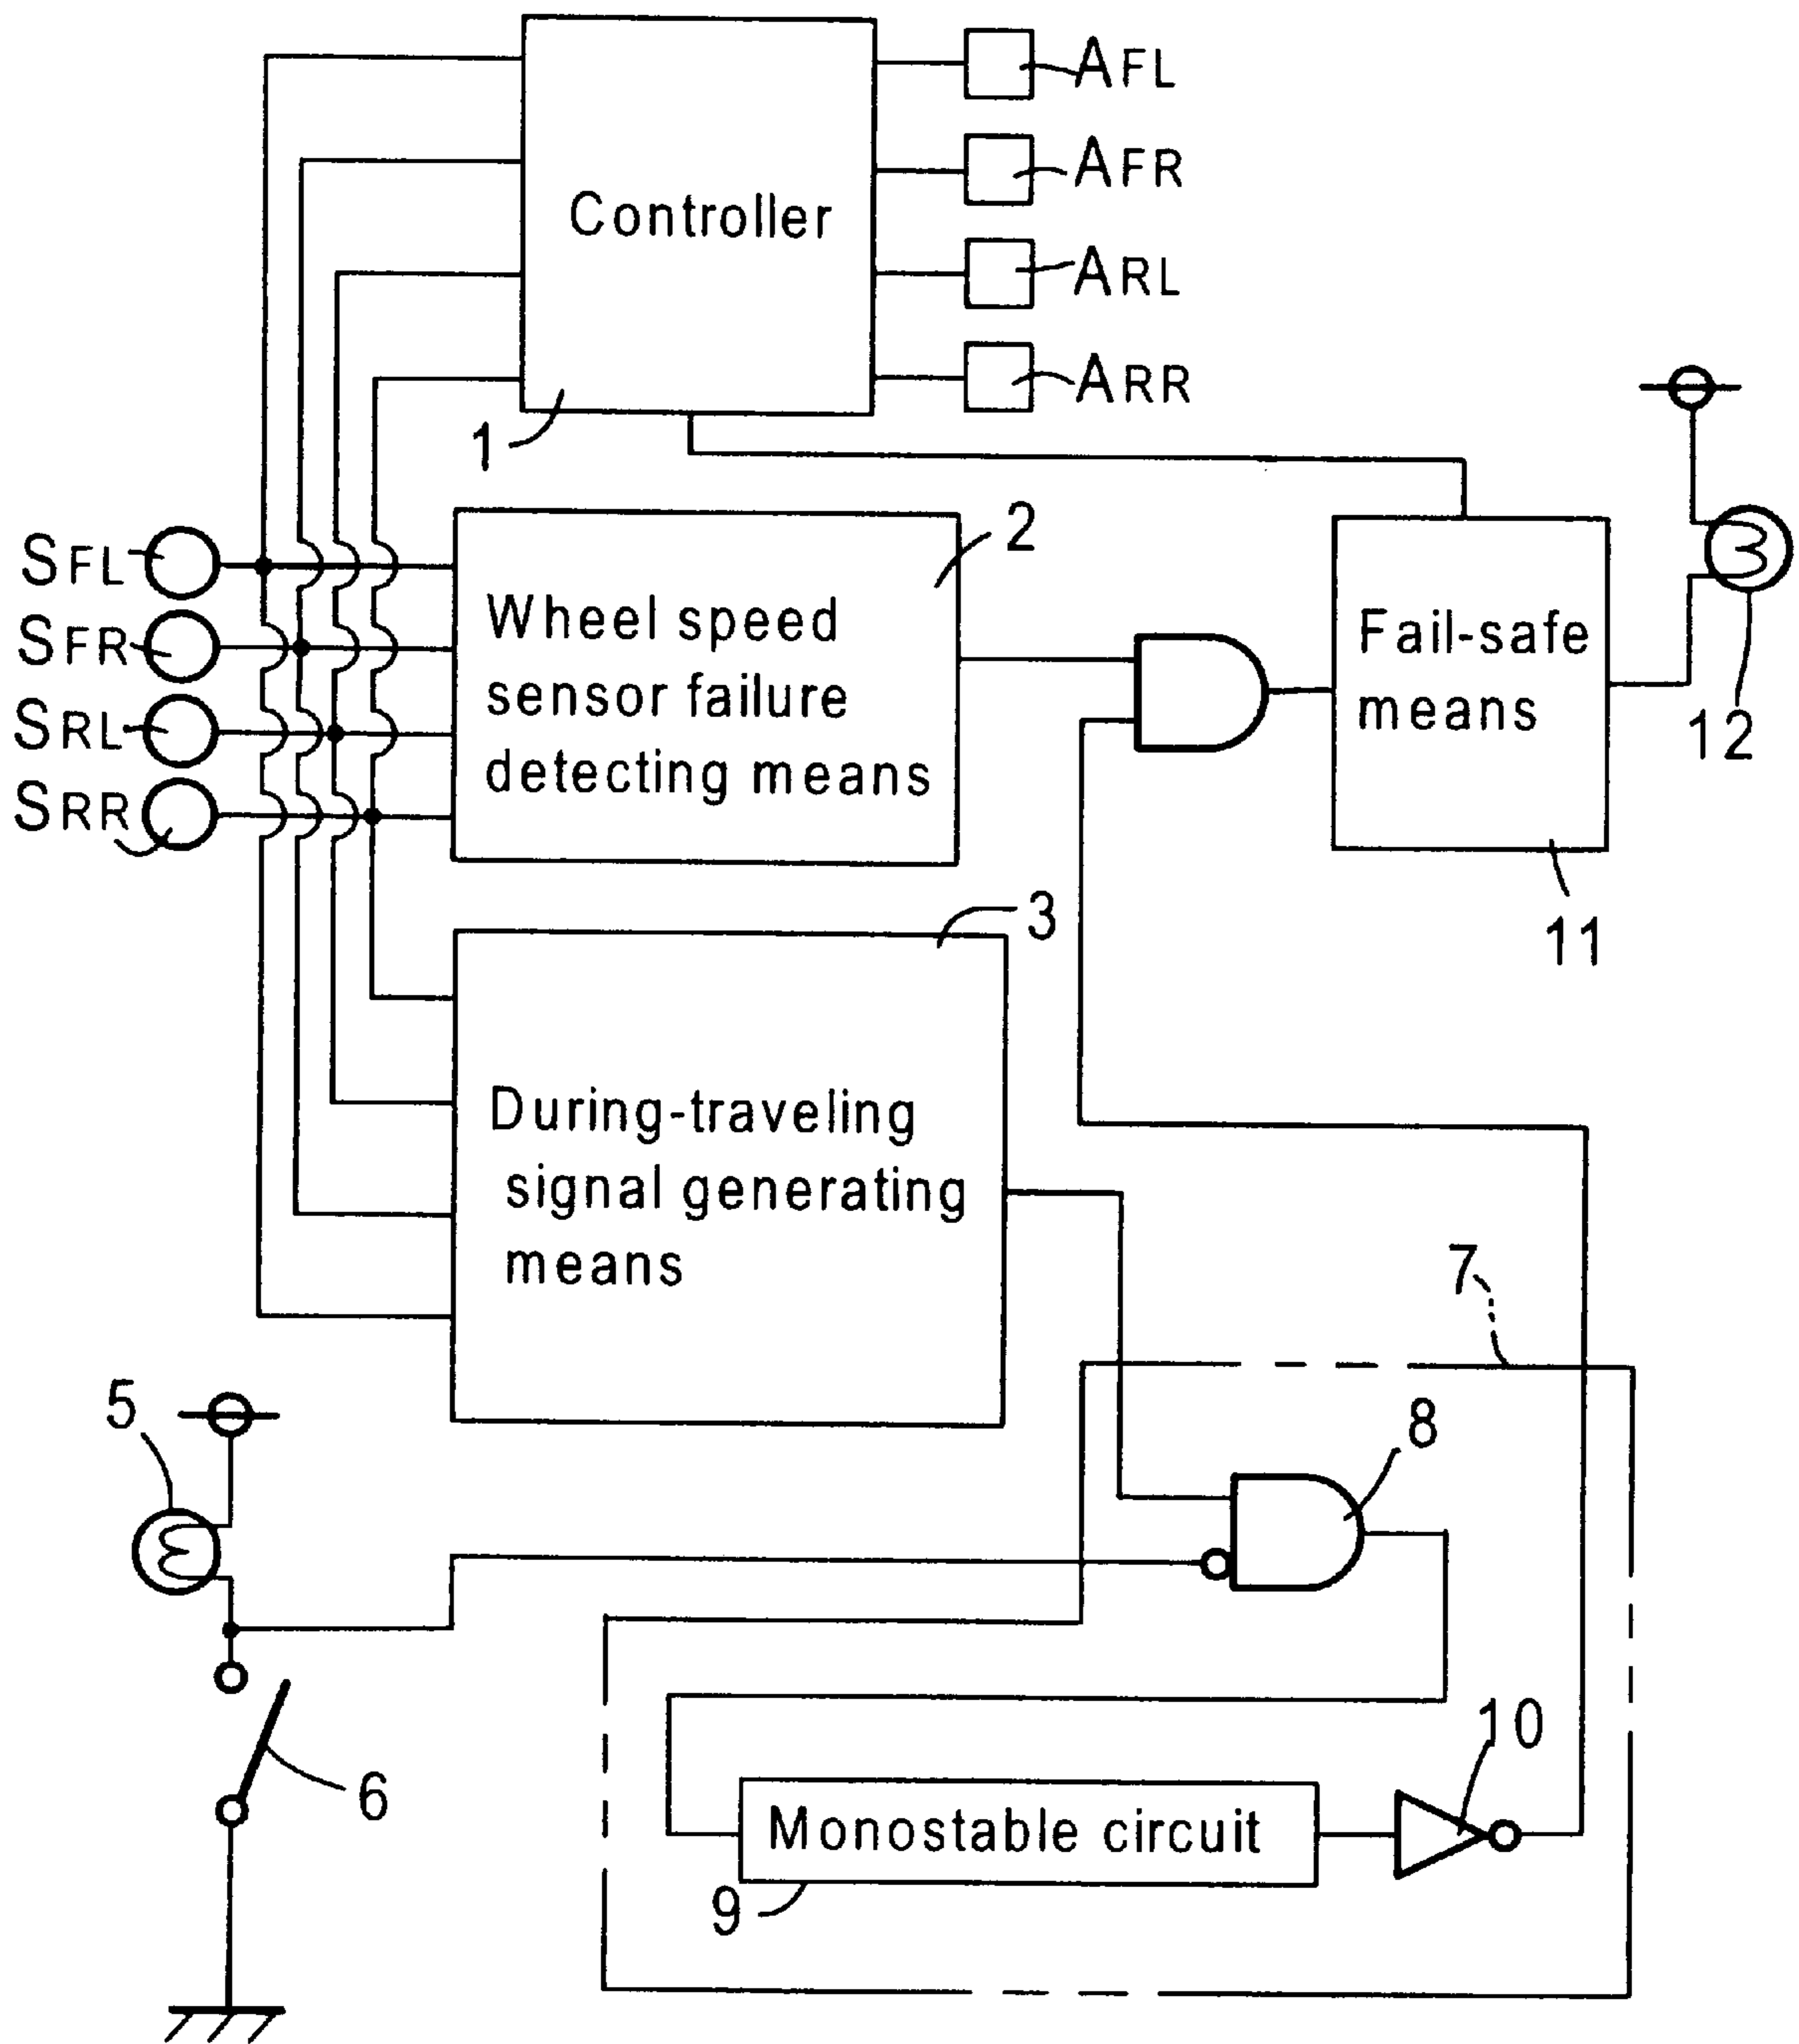 AFL
AFR
Controller
ARL
ARR
1
2
SFL
SFR
SRL
SRR
Wheel speed
sensor failure
detecting means
Fail-safe
means
12
11
3
During-traveling
signal generating
means
7
5
8
6
10
Monostable circuit
9